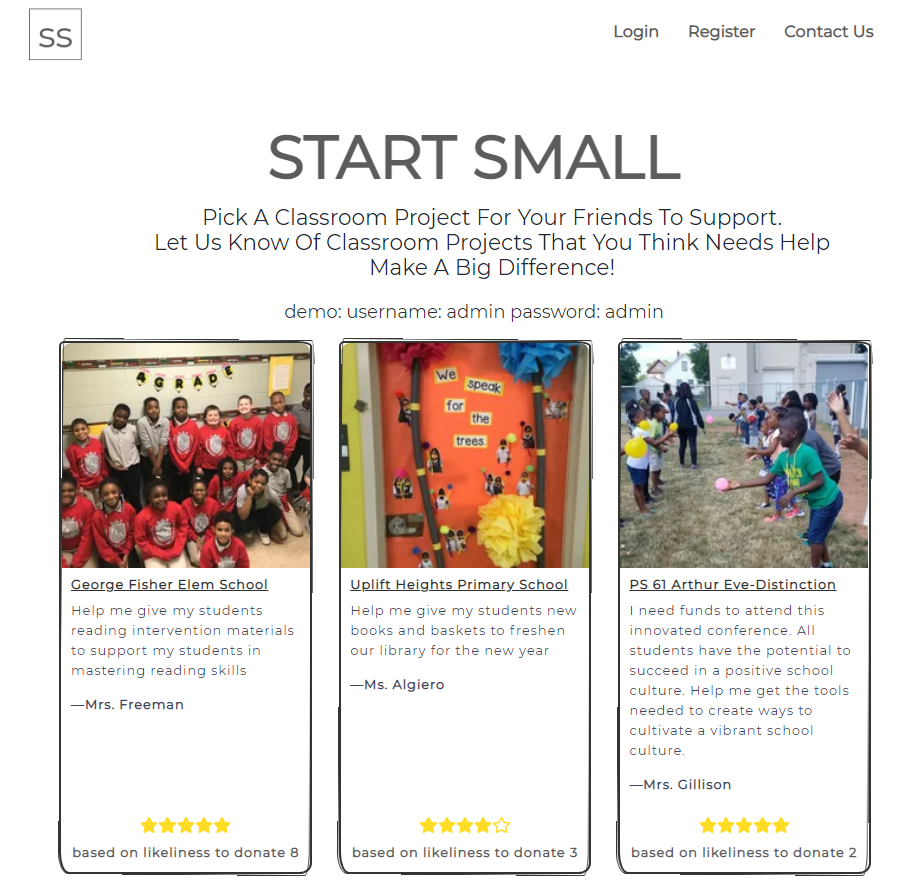 SS
Login Register Contact Us
START SMALL
Pick A Classroom Project For Your Friends To Support.
Let Us Know Of Classroom Projects That You Think Needs Help
Make A Big Difference!
demo: username: admin password: admin
4 GRADE
George Fisher Elem School
Help me give my students
reading intervention materials
to support my students in
mastering reading skills
—Mrs. Freeman
based on likeliness to donate 8
We speak
for
the
trees.
Uplift Heights Primary School
Help me give my students new
books and baskets to freshen
our library for the new year
—Ms. Algiero
based on likeliness to donate 3
PS 61 Arthur Eve-Distinction
I need funds to attend this
innovated conference. All
students have the potential to
succeed in a positive school
culture. Help me get the tools
needed to create ways to
cultivate a vibrant school
culture.
—Mrs. Gillison
based on likeliness to donate 2